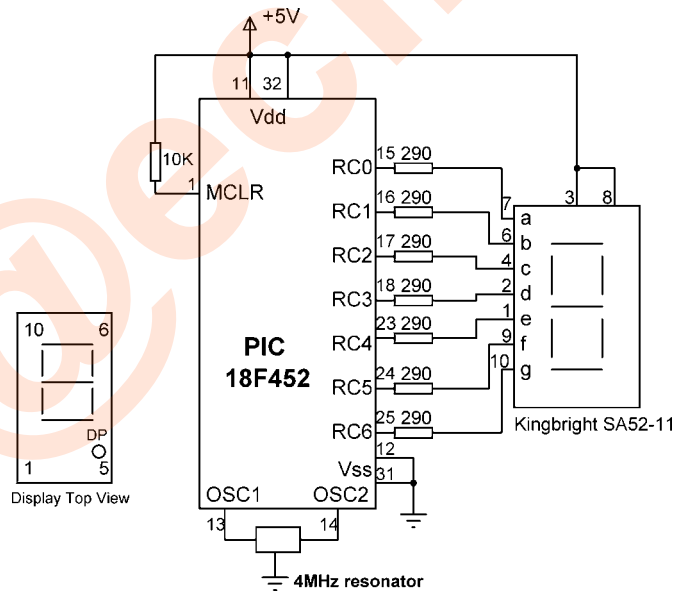 +5V
11 32
Vdd
10K
1
MCLR
RC0
15 290
RC1
16 290
RC2
17 290
RC3
18 290
RC4
23 290
RC5
24 290
RC6
25 290
PIC
18F452
12
Vss
31
OSC1
OSC2
13
14
4MHz resonator
3
8
7
a
6
b
4
c
2
d
1
e
9
f
10
g
Kingbright SA52-11
10
6
DP
1
5
Display Top View
@ec